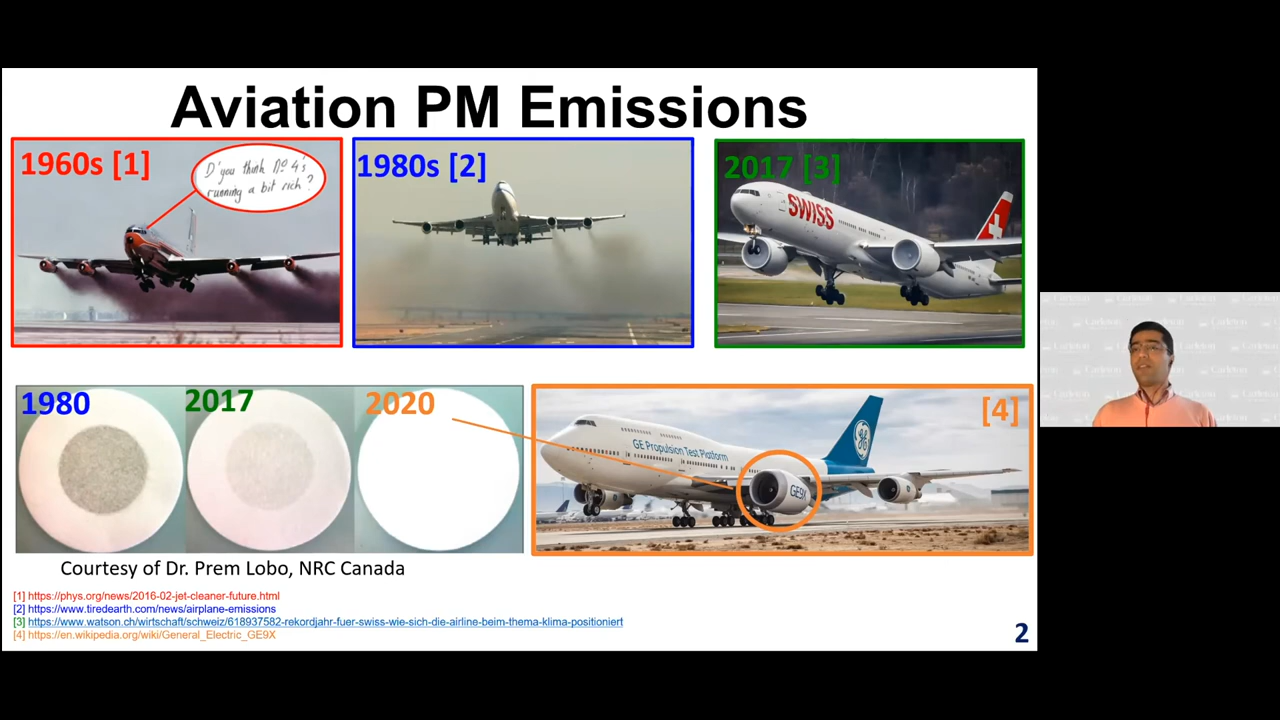 Aviation PM Emissions
1960s [1]
D'you think No 4's
running a bit rich?
1980s [2]
2017 [3]
SWISS
1980
2017
2020
[4]
GE Propulsion Test Platform
GE
GE9X
Courtesy of Dr. Prem Lobo, NRC Canada
[1] https://phys.org/news/2016-02-jet-cleaner-future.html
[2] https://www.tiredearth.com/news/airplane-emissions
[3] https://www.watson.ch/wirtschaft/schweiz/618937582-rekordjahr-fuer-swiss-wie-sich-die-airline-beim-thema-klima-positioniert
[4] https://en.wikipedia.org/wiki/General_Electric_GE9X
2
Carleton